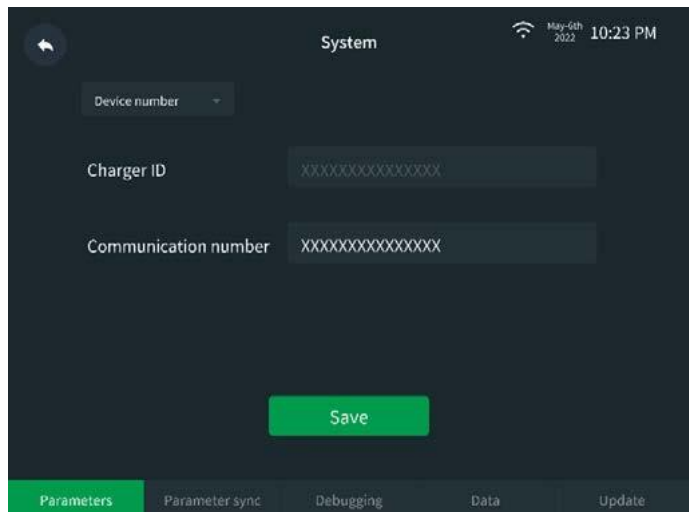 System
May-6th
2022
10:23 PM
Device number
Charger ID
XXXXXXXXXXXXXXX
Communication number
XXXXXXXXXXXXXXX
Save
Parameters
Parameter sync
Debugging
Data
Update